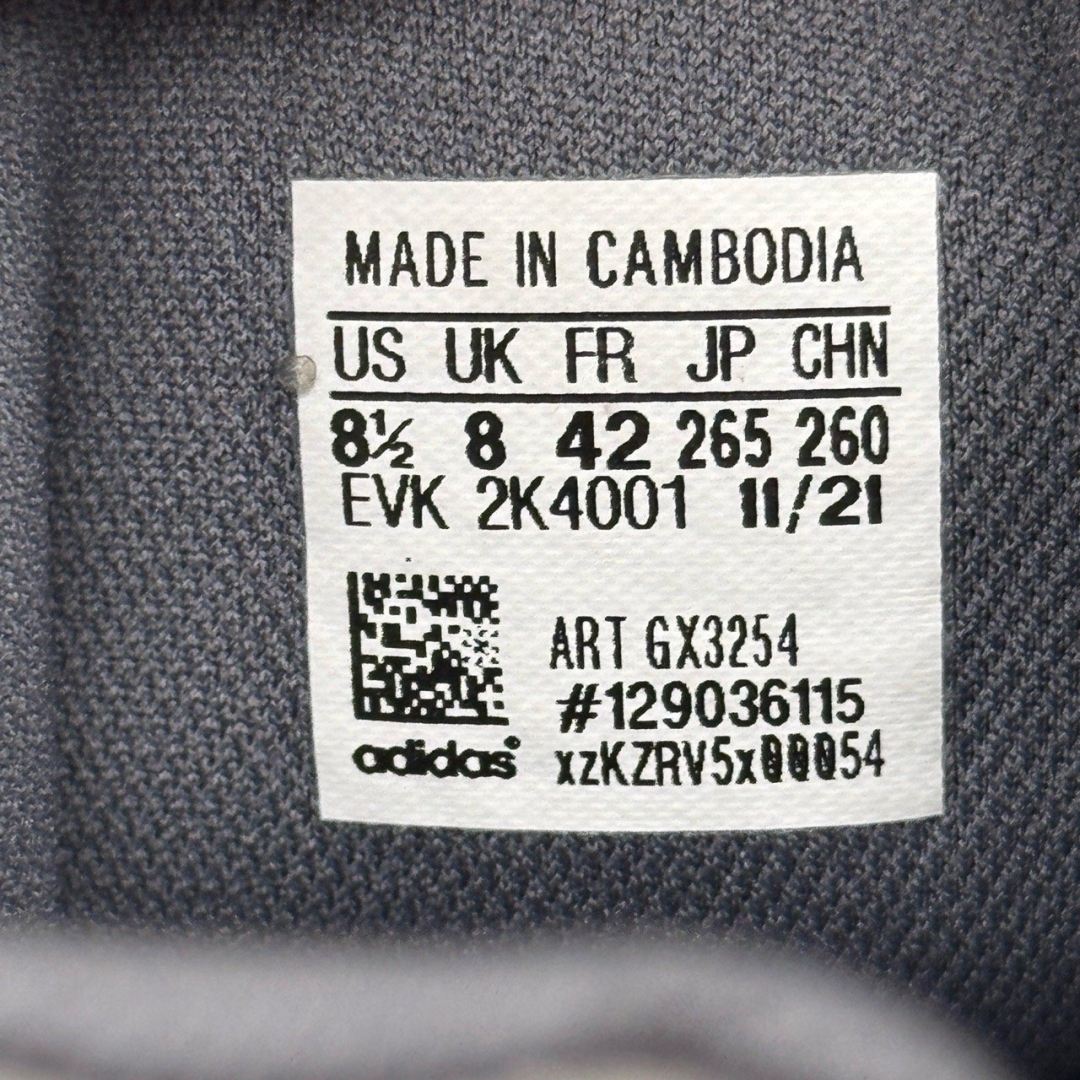 MADE IN CAMBODIA
US UK FR JP CHN
8½ 8 42 265 260
EVK 2K4001 11/21
ART GX3254
#129036115
adidas® xzKZRV5x00054